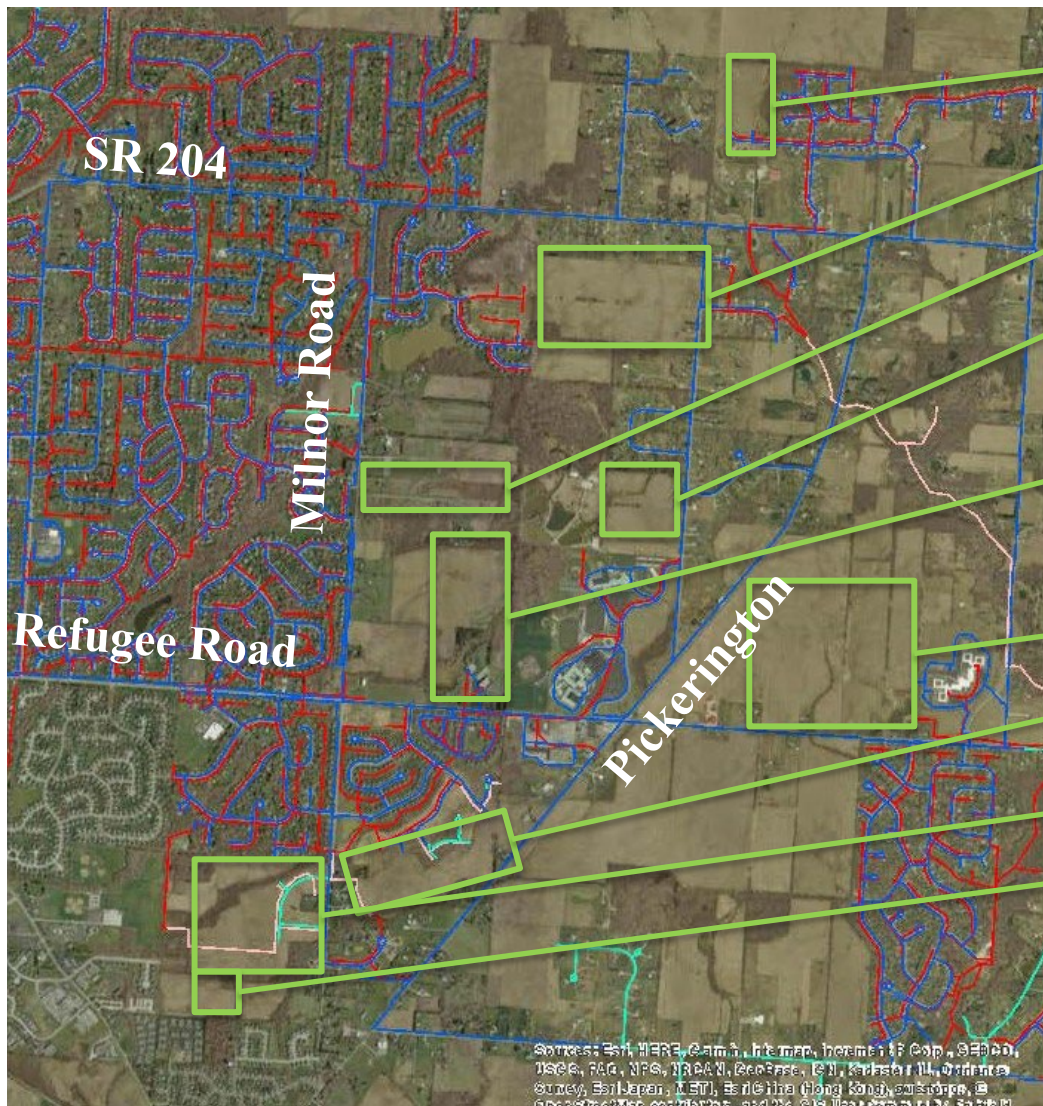 SR 204
Milnor Road
Refugee Road
Pickerington
Sources: Esri, HERE, Garmin, Intermap, increment P Corp., GEBCO,
USGS, FAO, NPS, NRCAN, GeoBase, IGN, Kadaster NL, Ordnance
Survey, Esri Japan, METI, Esri China (Hong Kong), swisstopo, ©